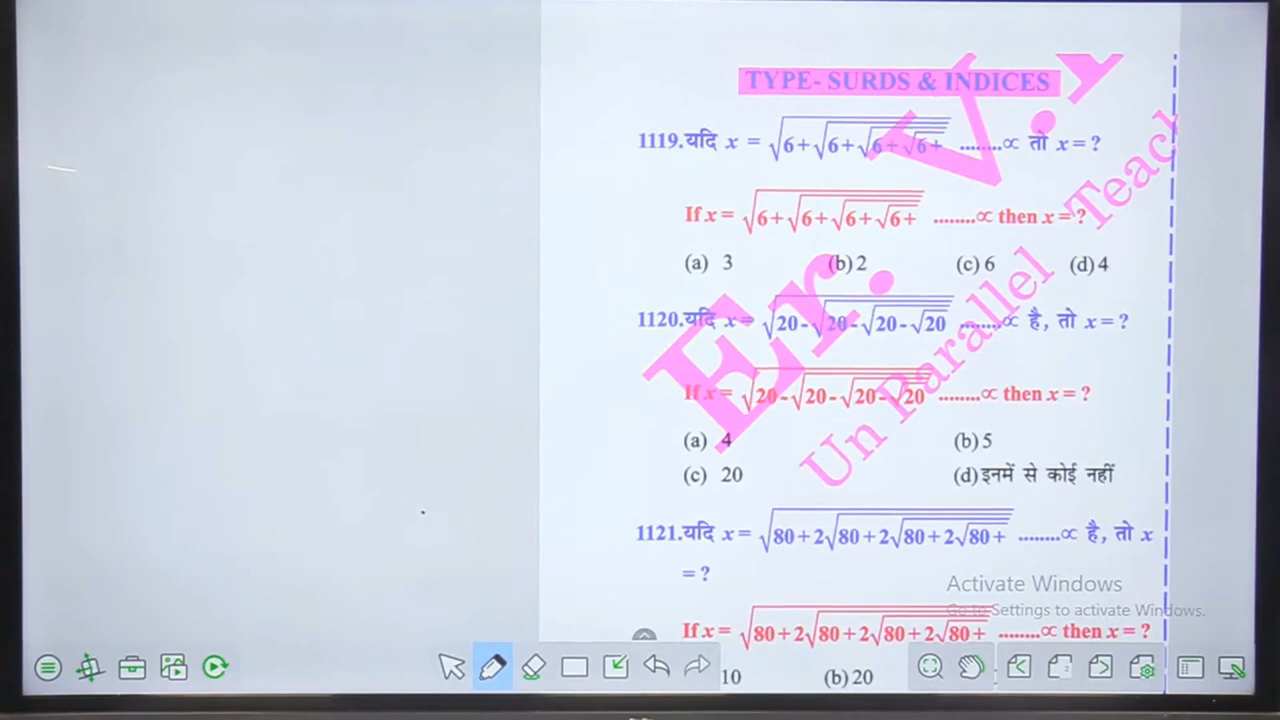 TYPE- SURDS & INDICES
1119.यदि x = √6+√6+√6+√6+ ........∝ तो x = ?
If x = √6+√6+√6+√6+ ........∝ then x = ?
(a) 3 (b) 2 (c) 6 (d) 4
1120.यदि x = √20-√20-√20-√20 ........∝ है, तो x = ?
If x = √20-√20-√20-√20 ........∝ then x = ?
(a) 4 (b) 5
(c) 20 (d) इनमें से कोई नहीं
1121.यदि x = √80+2√80+2√80+2√80+ ........∝ है, तो x
= ?
If x = √80+2√80+2√80+2√80+ ........∝ then x = ?
10 (b) 20
Er. V.
Un Parallel Teach
Activate Windows
Go to Settings to activate Windows.